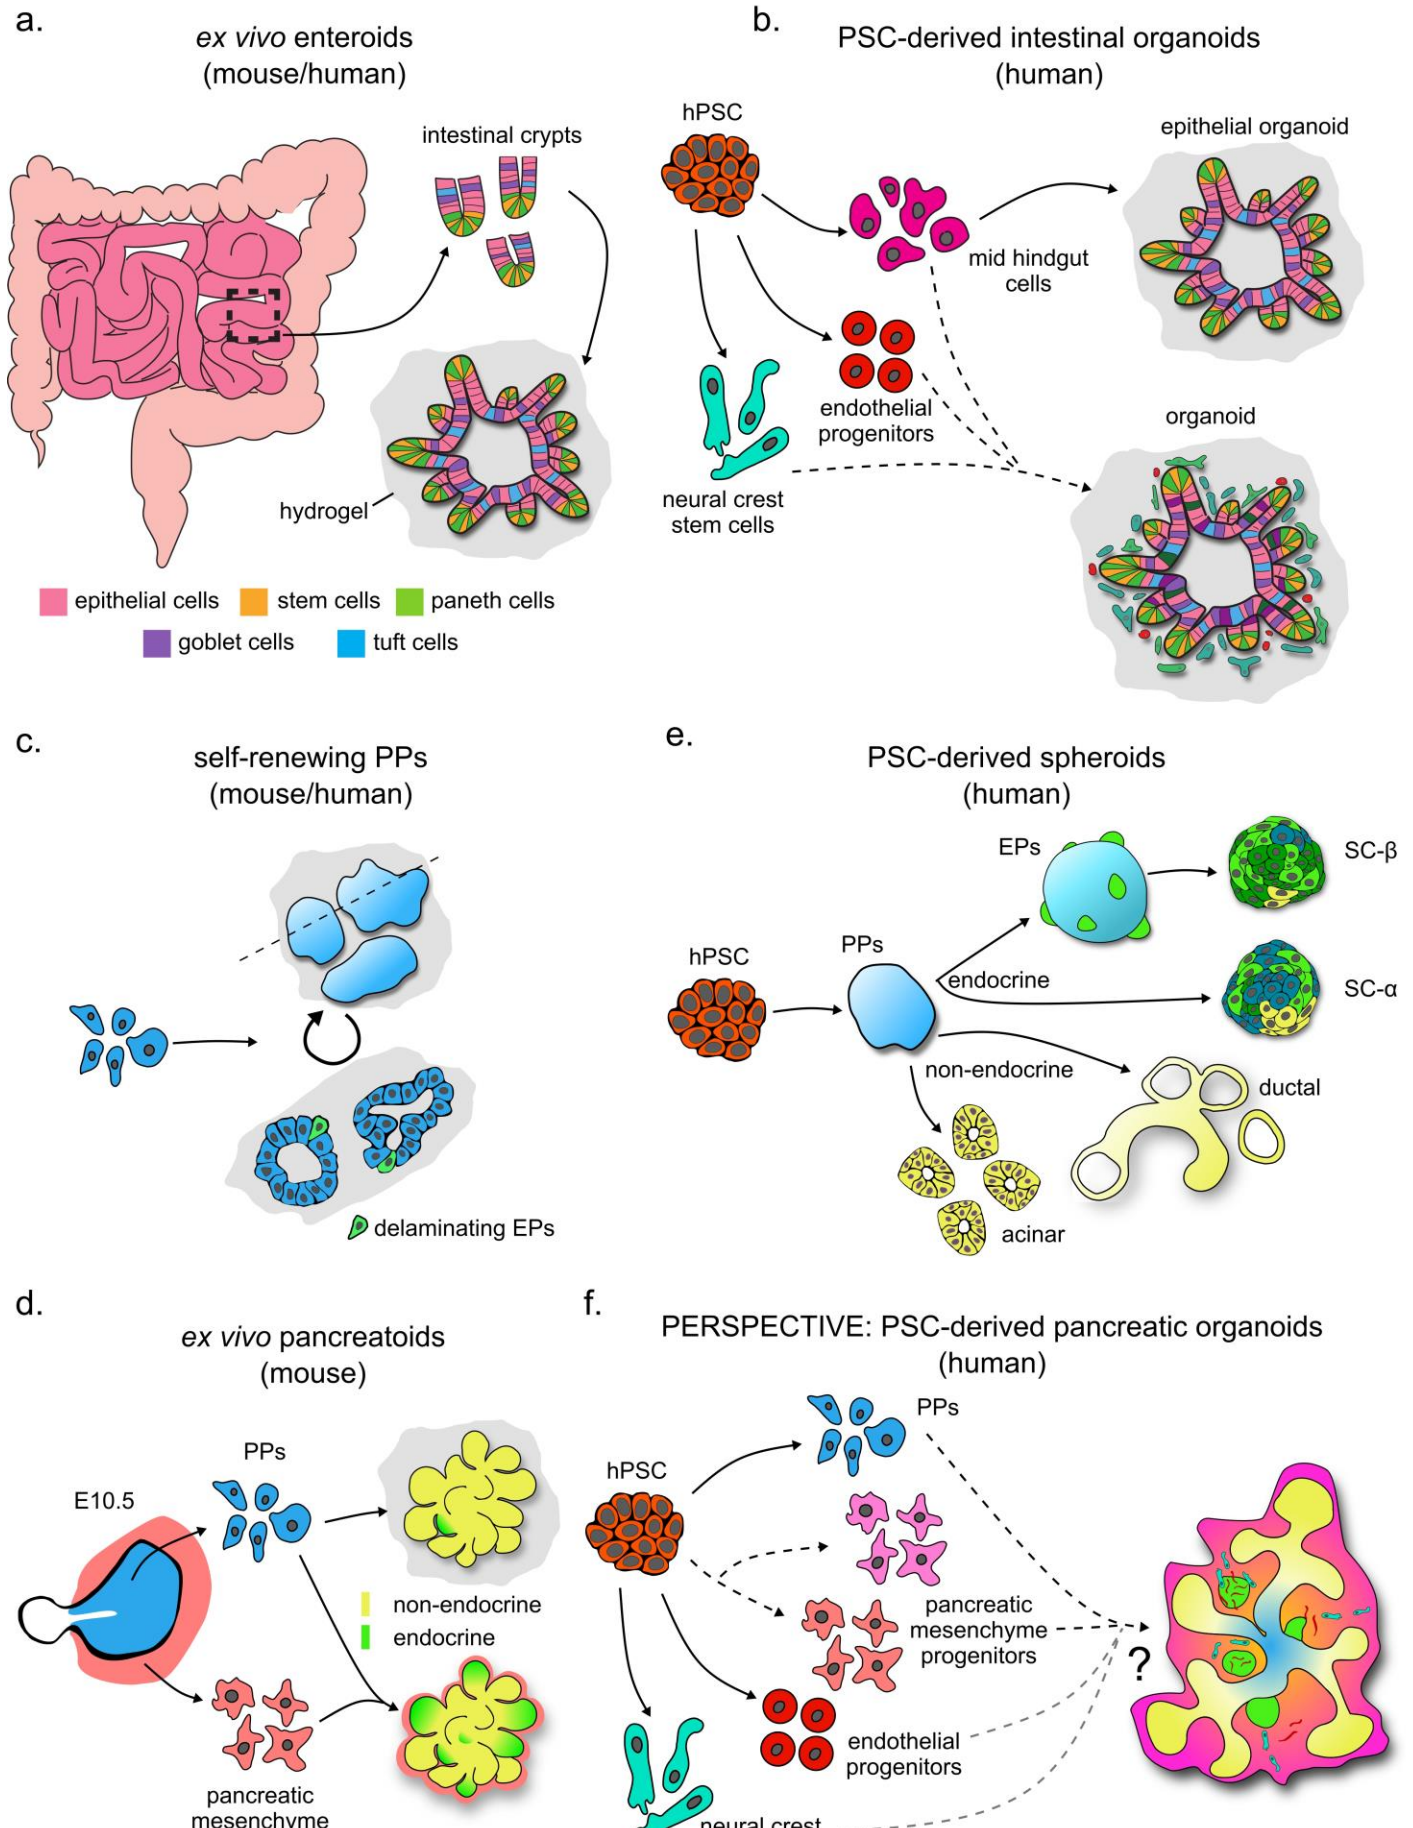 a.
ex vivo enteroids
(mouse/human)
intestinal crypts
hydrogel
epithelial cells
stem cells
paneth cells
goblet cells
tuft cells
b.
PSC-derived intestinal organoids
(human)
hPSC
epithelial organoid
mid hindgut
cells
endothelial
progenitors
neural crest
stem cells
organoid
c.
self-renewing PPs
(mouse/human)
delaminating EPs
e.
PSC-derived spheroids
(human)
EPs
SC-β
PPs
hPSC
endocrine
SC-α
non-endocrine
ductal
acinar
d.
ex vivo pancreatoids
(mouse)
PPs
E10.5
non-endocrine
endocrine
pancreatic
mesenchyme
f.
PERSPECTIVE: PSC-derived pancreatic organoids
(human)
PPs
hPSC
pancreatic
mesenchyme
progenitors
?
endothelial
progenitors
neural crest